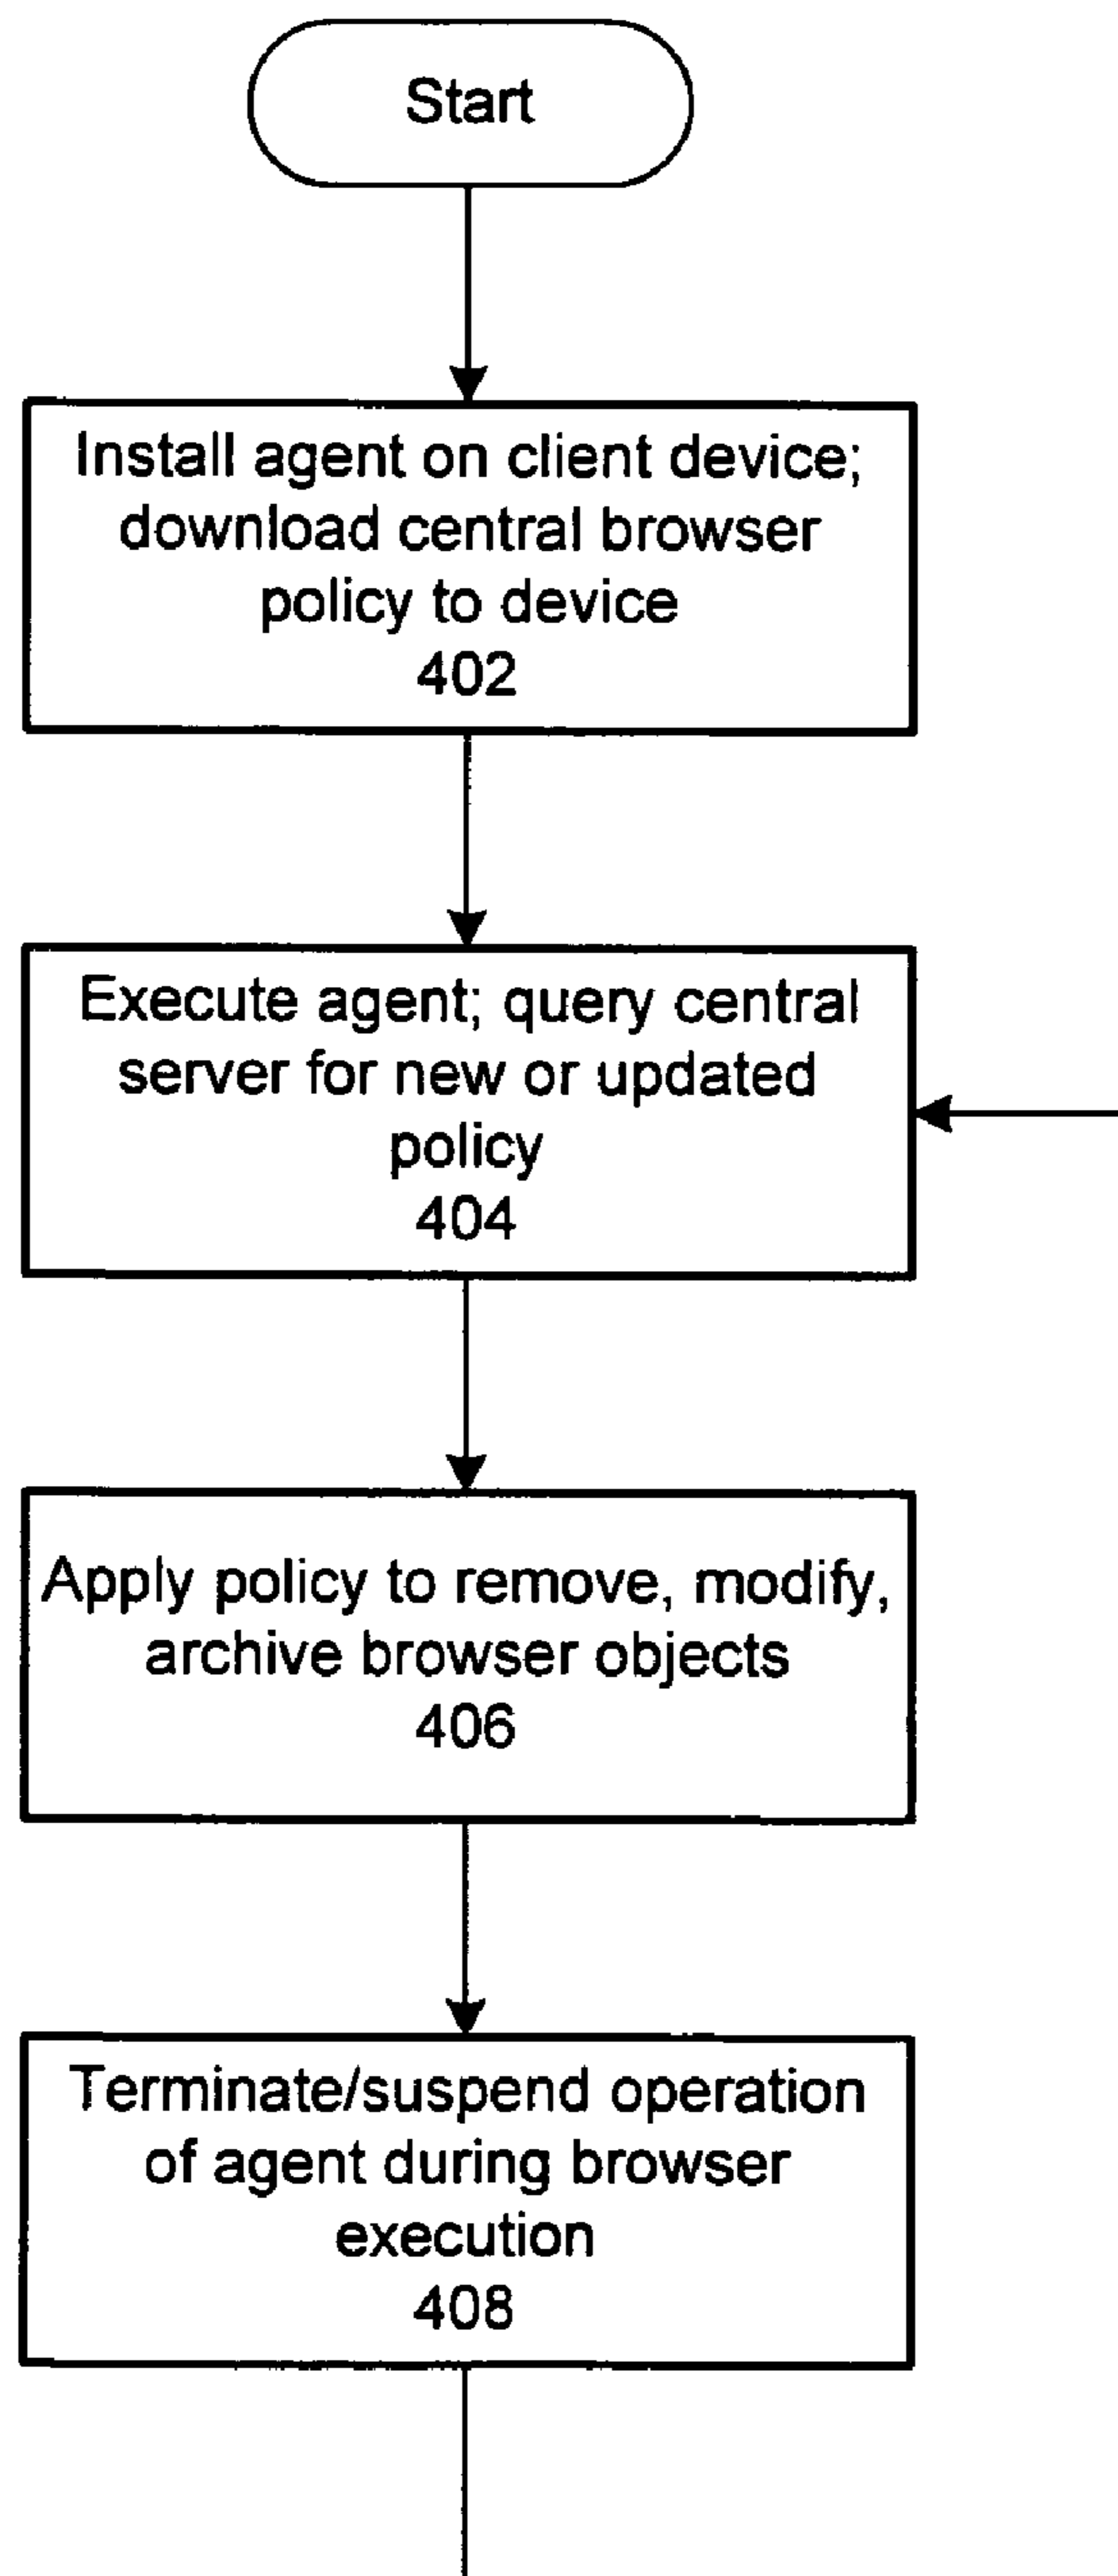 Start
Install agent on client device;
download central browser
policy to device
402
Execute agent; query central
server for new or updated
policy
404
Apply policy to remove, modify,
archive browser objects
406
Terminate/suspend operation
of agent during browser
execution
408